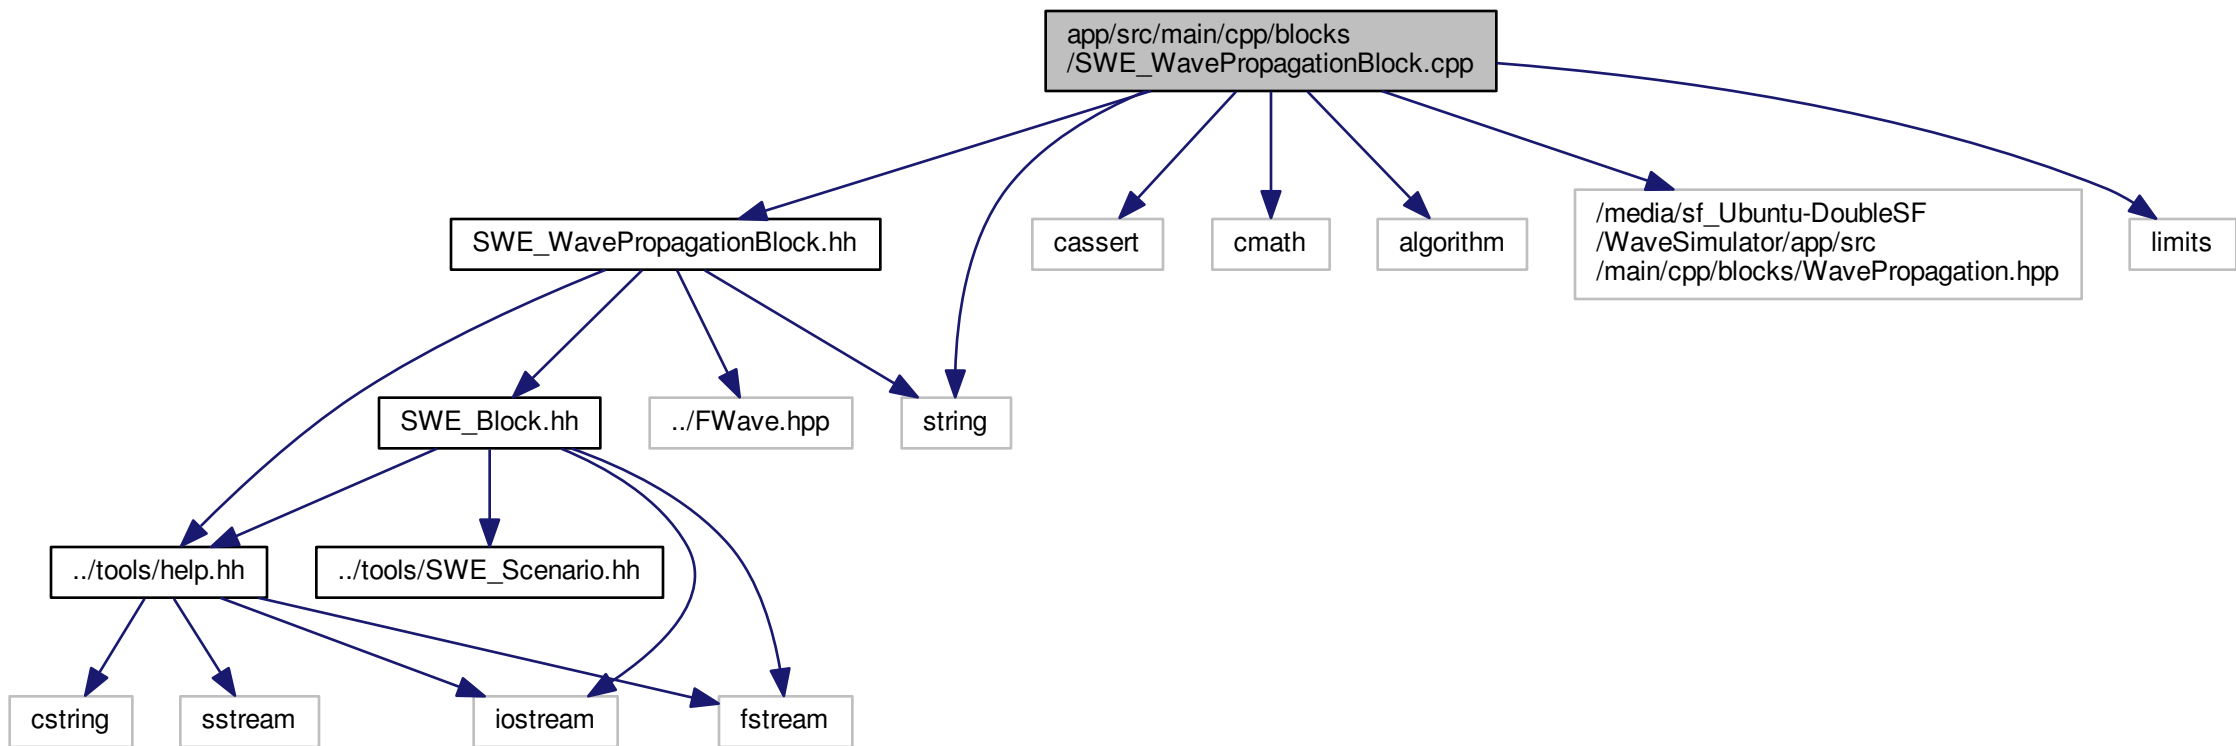 app/src/main/cpp/blocks
/SWE_WavePropagationBlock.cpp
SWE_WavePropagationBlock.hh
cassert
cmath
algorithm
/media/sf_Ubuntu-DoubleSF
/WaveSimulator/app/src
/main/cpp/blocks/WavePropagation.hpp
limits
SWE_Block.hh
../FWave.hpp
string
../tools/help.hh
../tools/SWE_Scenario.hh
cstring
sstream
iostream
fstream